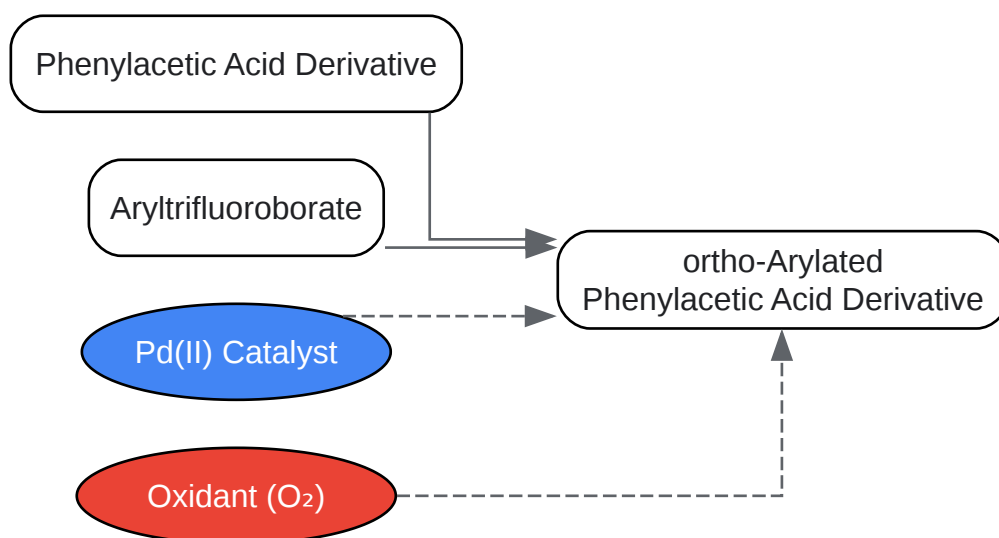 Phenylacetic Acid Derivative
Aryltrifluoroborate
ortho-Arylated
Phenylacetic Acid Derivative
Pd(II) Catalyst
Oxidant (O₂)